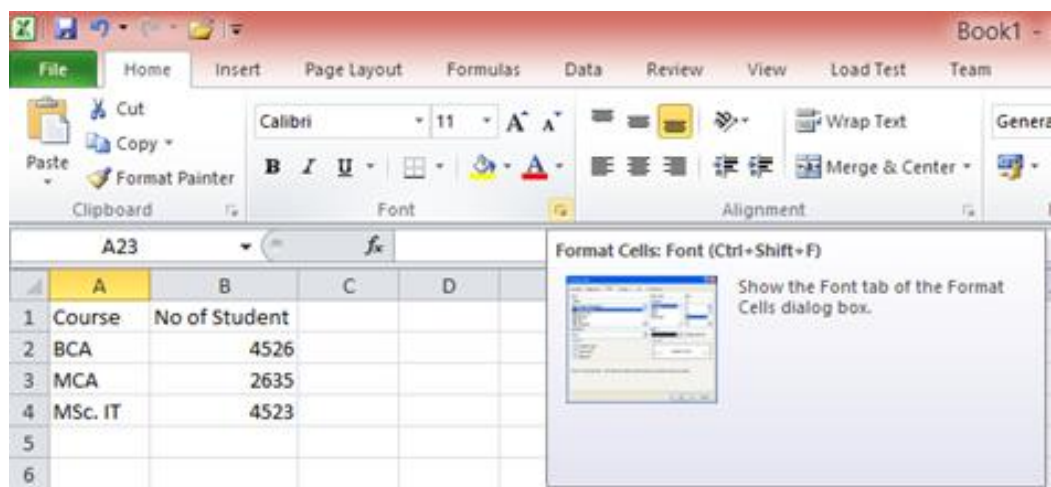 Book1 -
File Home Insert Page Layout Formulas Data Review View Load Test Team
Cut
Copy
Format Painter
Paste
Clipboard
Calibri 11 A A
B I U A
Font
Wrap Text
Merge & Center
Alignment
Genera
A23 fx
Format Cells: Font (Ctrl+Shift+F)
Show the Font tab of the Format
Cells dialog box.
A B C D
1 Course No of Student
2 BCA 4526
3 MCA 2635
4 MSc. IT 4523
5
6